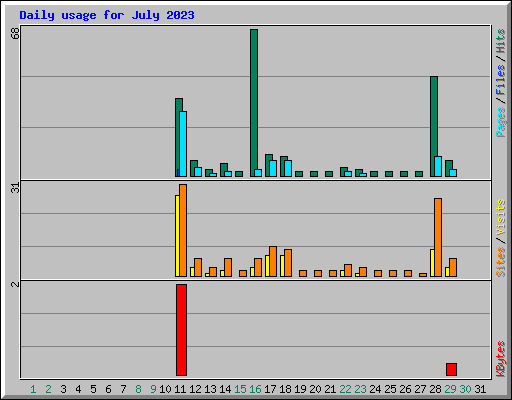 Daily usage for July 2023
68
31
2
Pages / Files / Hits
Sites / Visits
KBytes
1 2 3 4 5 6 7 8 9 10 11 12 13 14 15 16 17 18 19 20 21 22 23 24 25 26 27 28 29 30 31